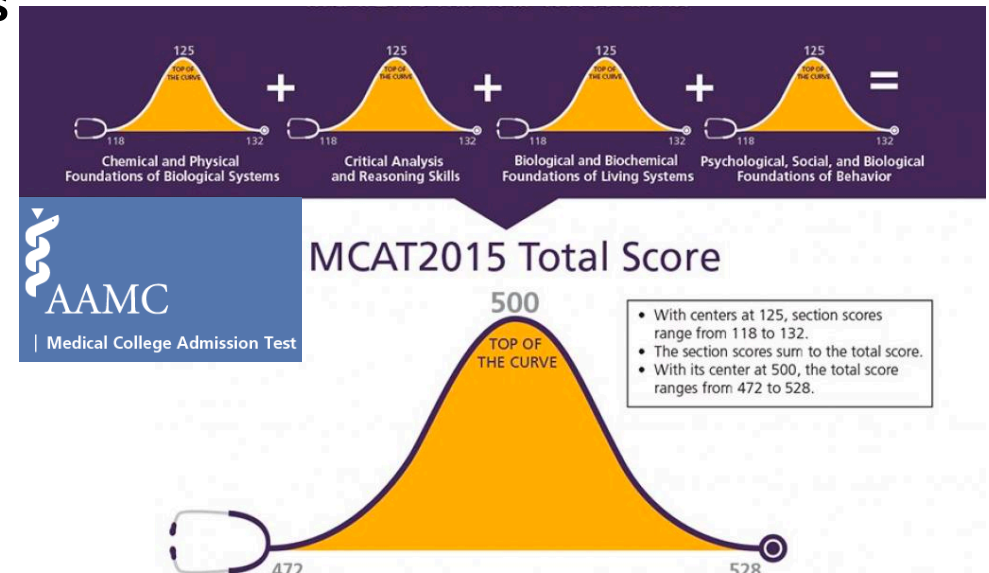 s
125
125
125
125
TOP OF
THE CURVE
TOP OF
THE CURVE
TOP OF
THE CURVE
TOP OF
THE CURVE
+
+
+
=
118
132
118
132
118
132
118
132
Chemical and Physical
Foundations of Biological Systems
Critical Analysis
and Reasoning Skills
Biological and Biochemical
Foundations of Living Systems
Psychological, Social, and Biological
Foundations of Behavior
AAMC
| Medical College Admission Test
MCAT2015 Total Score
500
TOP OF
THE CURVE
• With centers at 125, section scores
range from 118 to 132.
• The section scores sum to the total score.
• With its center at 500, the total score
ranges from 472 to 528.
472
528